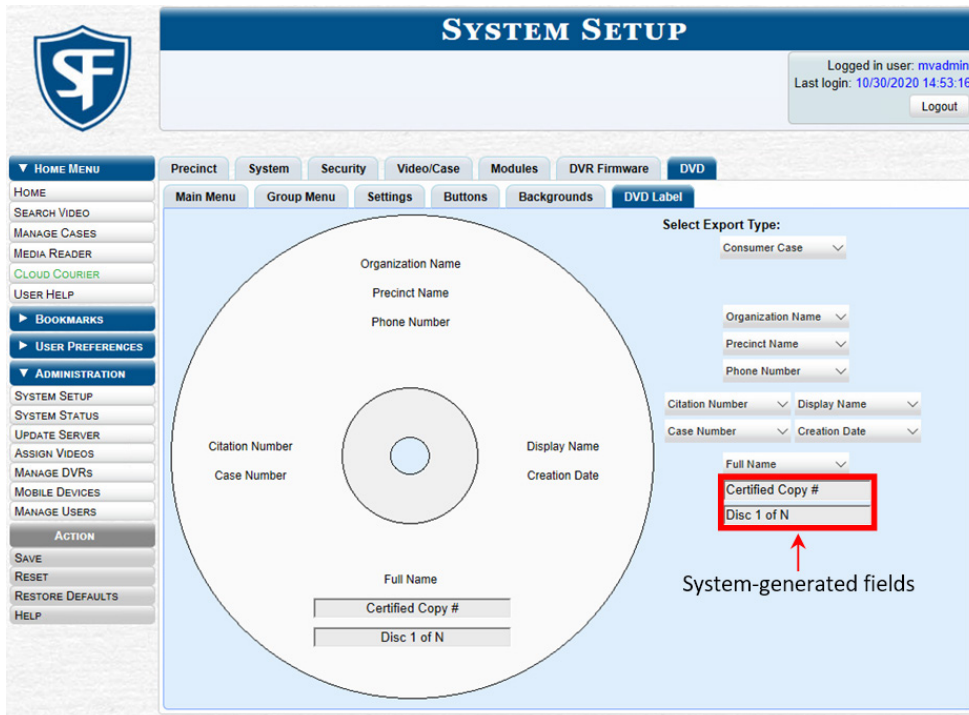 SYSTEM SETUP
SF
Logged in user: mvadmin
Last login: 10/30/2020 14:53:16
Logout
▼ HOME MENU
HOME
SEARCH VIDEO
MANAGE CASES
MEDIA READER
CLOUD COURIER
USER HELP
► BOOKMARKS
► USER PREFERENCES
▼ ADMINISTRATION
SYSTEM SETUP
SYSTEM STATUS
UPDATE SERVER
ASSIGN VIDEOS
MANAGE DVRS
MOBILE DEVICES
MANAGE USERS
ACTION
SAVE
RESET
RESTORE DEFAULTS
HELP
Precinct System Security Video/Case Modules DVR Firmware DVD
Main Menu Group Menu Settings Buttons Backgrounds DVD Label
Organization Name
Precinct Name
Phone Number
Citation Number
Case Number
Display Name
Creation Date
Full Name
Certified Copy #
Disc 1 of N
Select Export Type:
Consumer Case
Organization Name
Precinct Name
Phone Number
Citation Number Display Name
Case Number Creation Date
Full Name
Certified Copy #
Disc 1 of N
System-generated fields